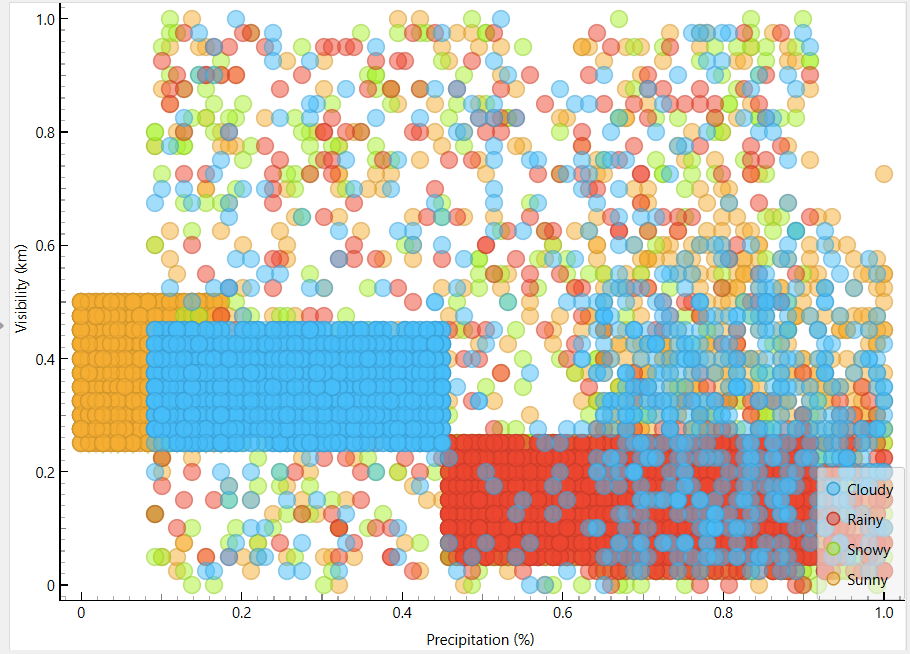 1.0
0.8
0.6
0.4
0.2
0
Visibility (km)
0
0.2
0.4
0.6
0.8
1.0
Precipitation (%)
Cloudy
Rainy
Snowy
Sunny